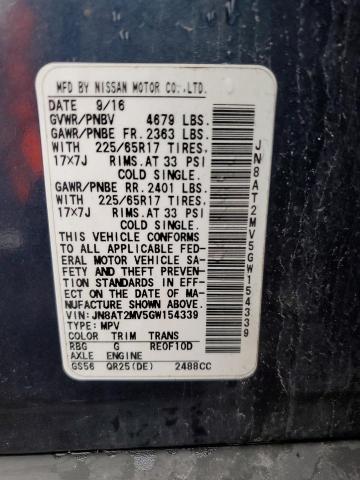 MFD BY NISSAN MOTOR CO.,LTD.
DATE 9/16
GVWR/PNBV 4679 LBS.
GAWR/PNBE FR. 2363 LBS.
WITH 225/65R17 TIRES,
17X7J RIMS.AT 33 PSI
COLD SINGLE.
GAWR/PNBE RR. 2401 LBS.
WITH 225/65R17 TIRES,
17X7J RIMS.AT 33 PSI
COLD SINGLE.
THIS VEHICLE CONFORMS
TO ALL APPLICABLE FED-
ERAL MOTOR VEHICLE SA-
FETY AND THEFT PREVEN-
TION STANDARDS IN EFF-
ECT ON THE DATE OF MA-
NUFACTURE SHOWN ABOVE.
VIN: JN8AT2MV5GW154339
TYPE: MPV
COLOR TRIM TRANS
RBG G RE0F10D
AXLE ENGINE
GS56 QR25(DE) 2488CC
JN8AT2MV5GW154339